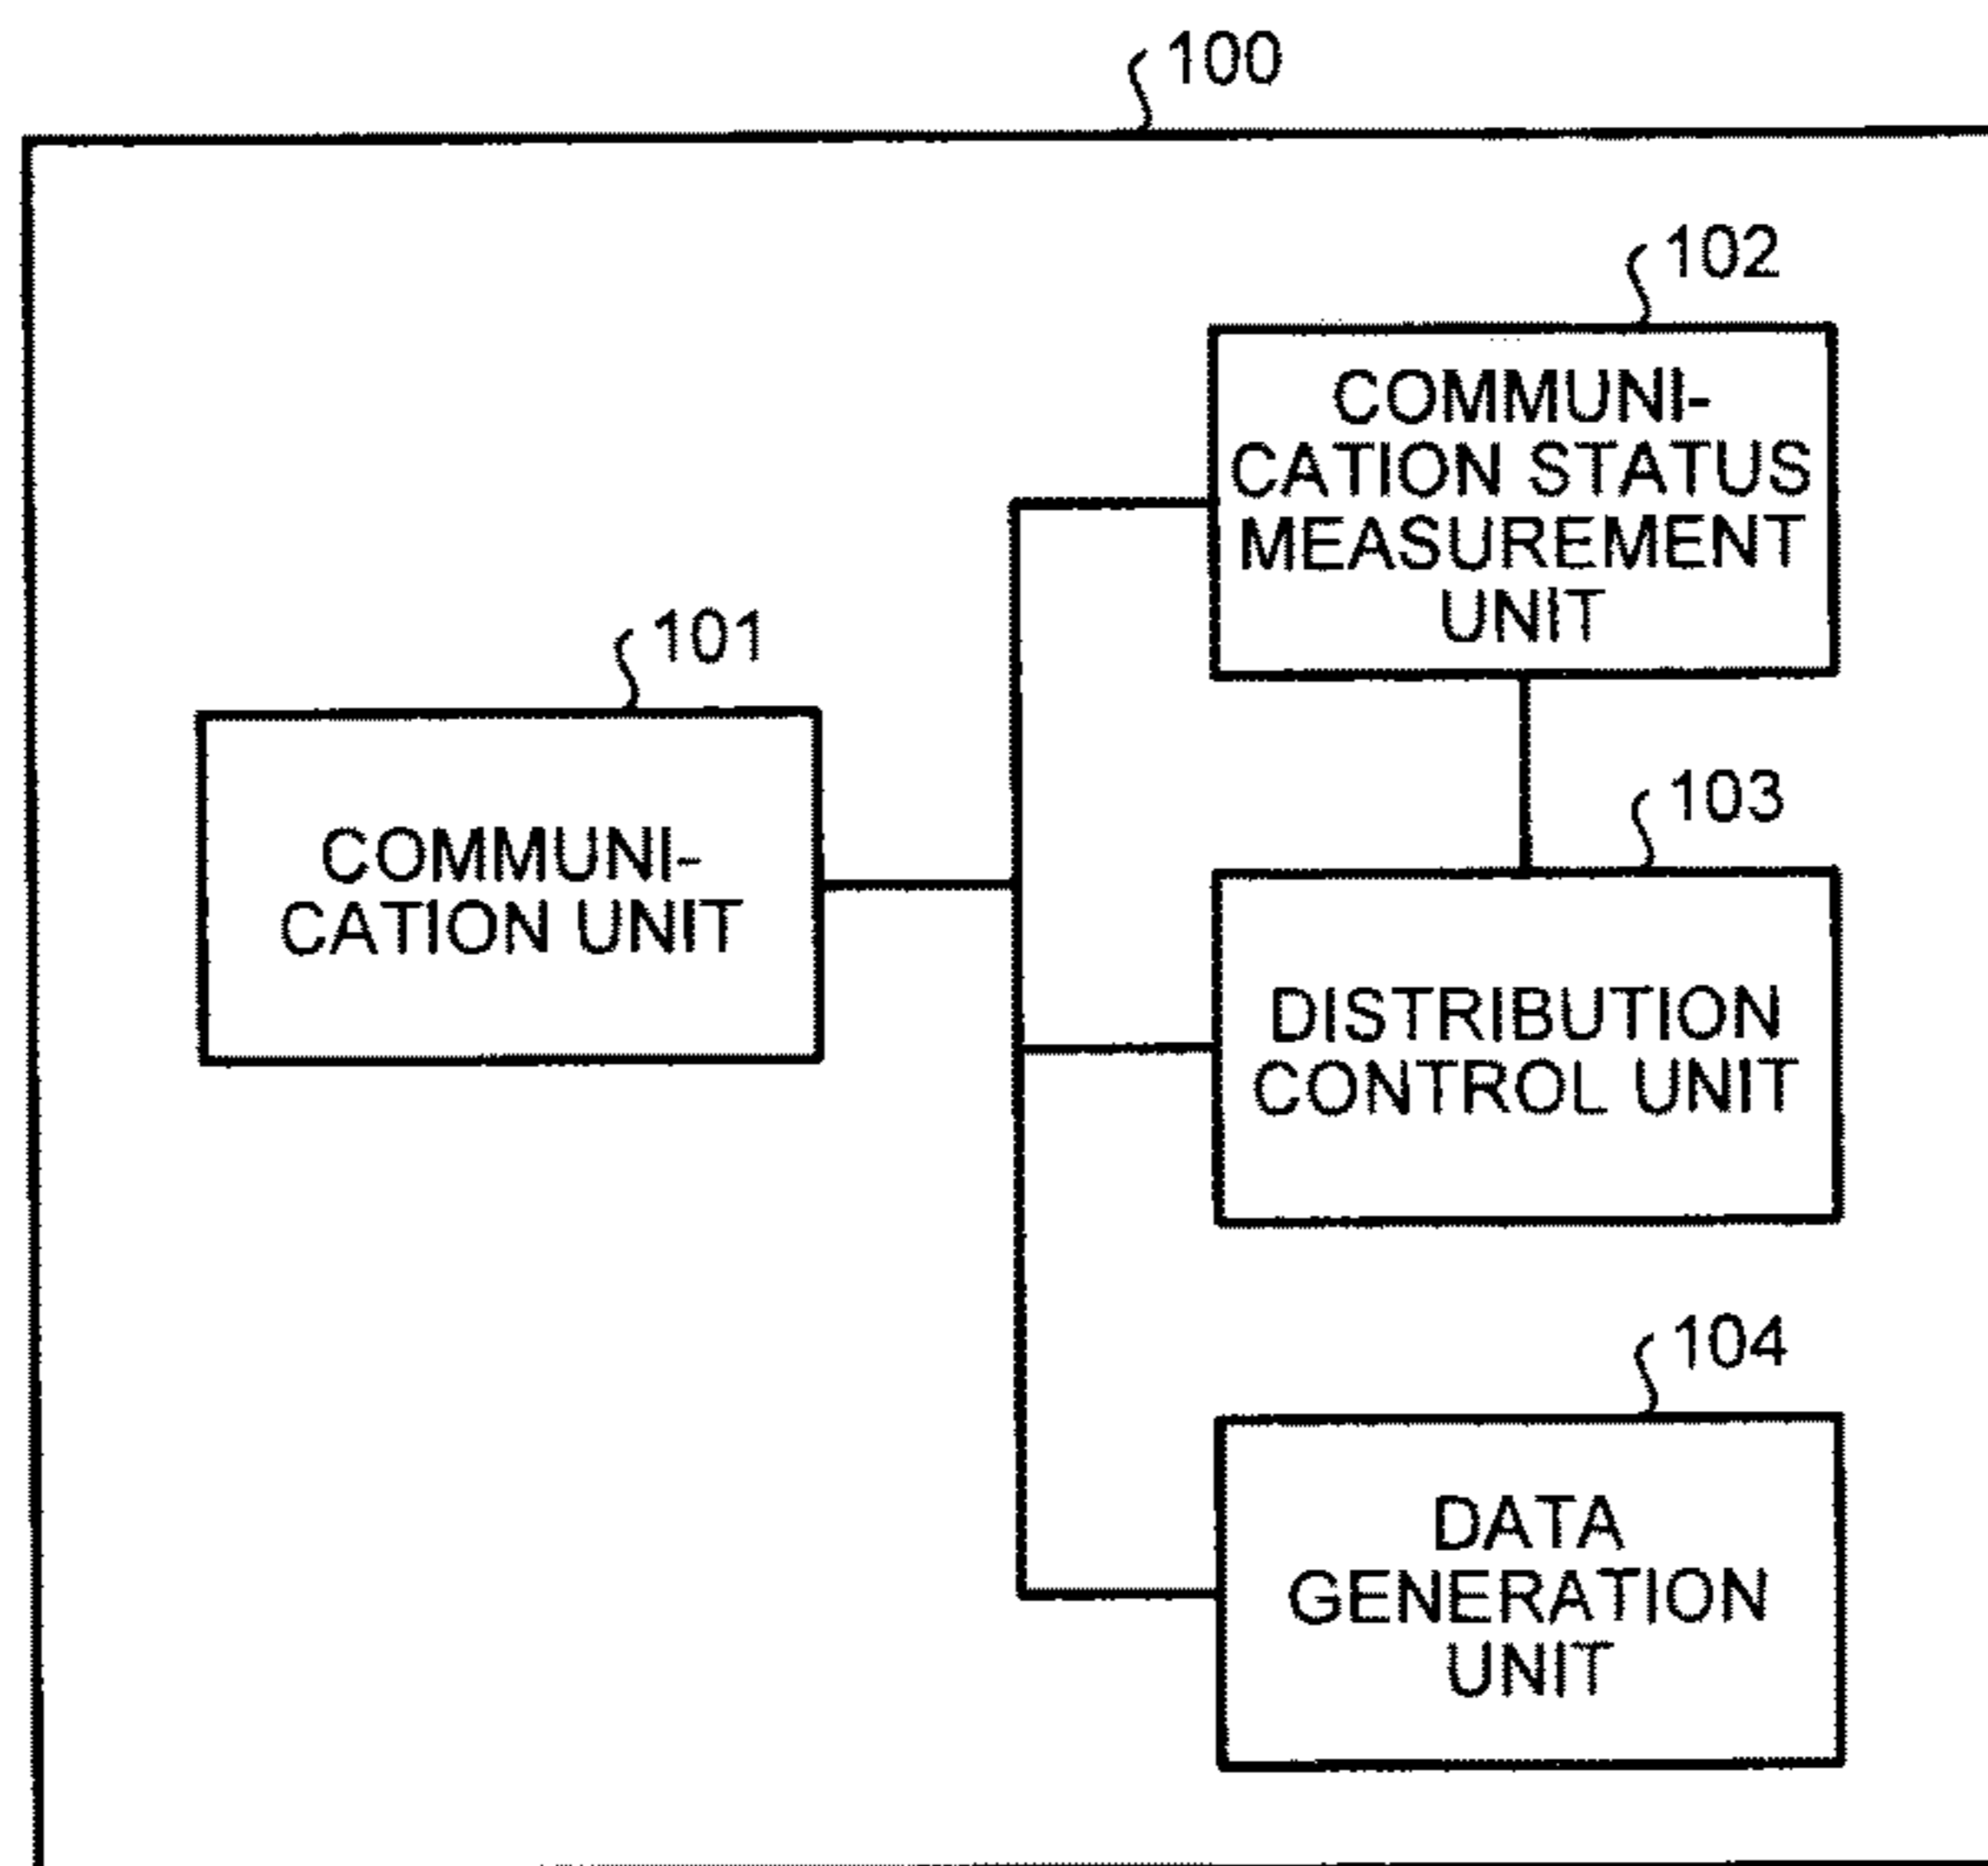 100
102
COMMUNI-
CATION STATUS
MEASUREMENT
UNIT
101
COMMUNI-
CATION UNIT
103
DISTRIBUTION
CONTROL UNIT
104
DATA
GENERATION
UNIT